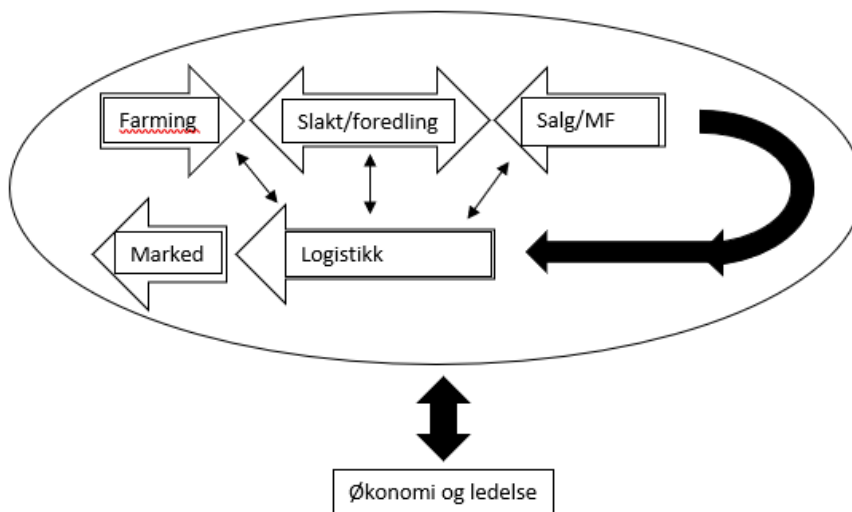 Farming
Slakt/foredling
Salg/MF
Marked
Logistikk
Økonomi og ledelse